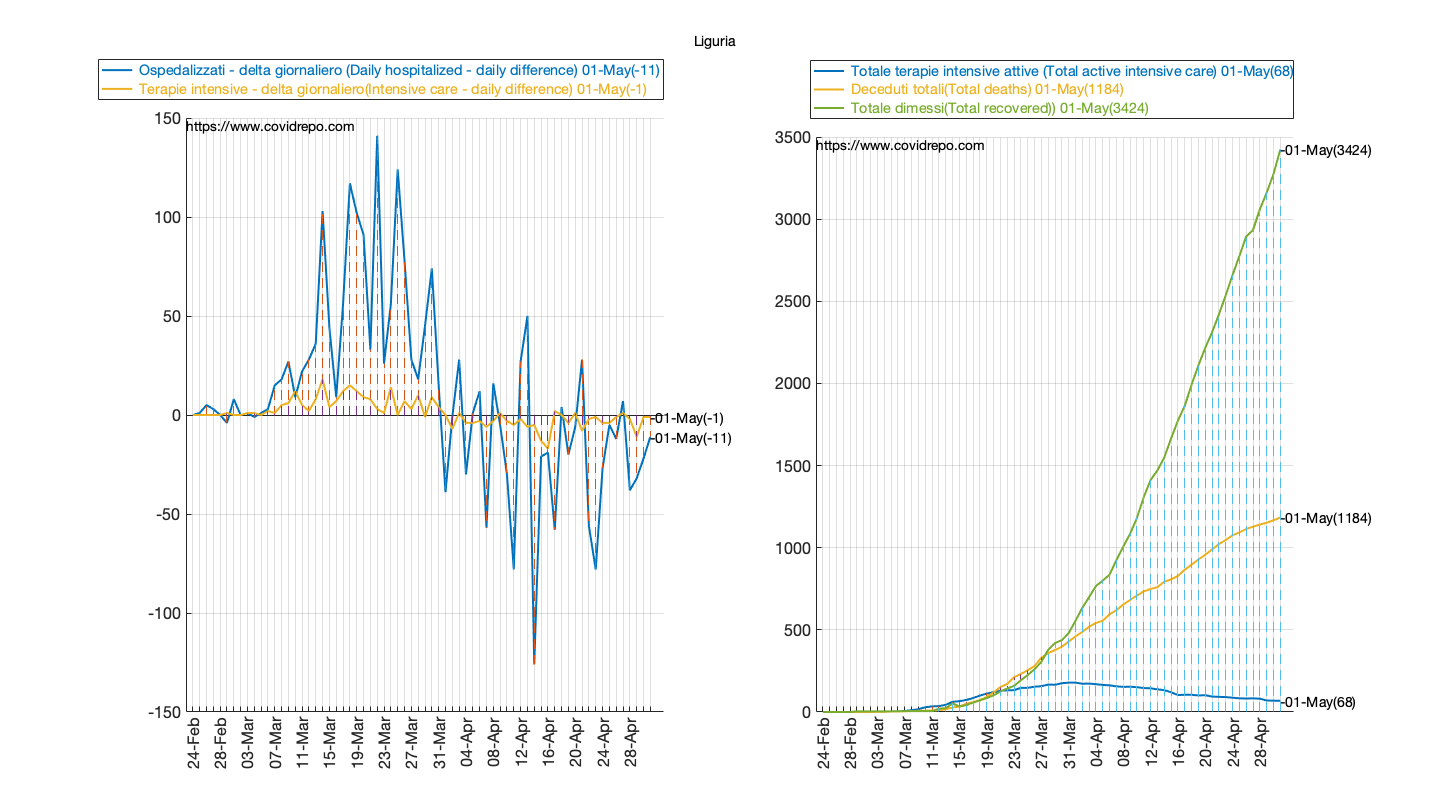 Liguria
Ospedalizzati - delta giornaliero (Daily hospitalized - daily difference) 01-May(-11)
Terapie intensive - delta giornaliero(Intensive care - daily difference) 01-May(-1)
150
https://www.covidrepo.com
100
50
0
-50
-100
-150
01-May(-1)
01-May(-11)
24-Feb
28-Feb
03-Mar
07-Mar
11-Mar
15-Mar
19-Mar
23-Mar
27-Mar
31-Mar
04-Apr
08-Apr
12-Apr
16-Apr
20-Apr
24-Apr
28-Apr
Totale terapie intensive attive (Total active intensive care) 01-May(68)
Deceduti totali(Total deaths) 01-May(1184)
Totale dimessi(Total recovered)) 01-May(3424)
3500
https://www.covidrepo.com
3000
2500
2000
1500
1000
500
0
01-May(3424)
01-May(1184)
01-May(68)
24-Feb
28-Feb
03-Mar
07-Mar
11-Mar
15-Mar
19-Mar
23-Mar
27-Mar
31-Mar
04-Apr
08-Apr
12-Apr
16-Apr
20-Apr
24-Apr
28-Apr